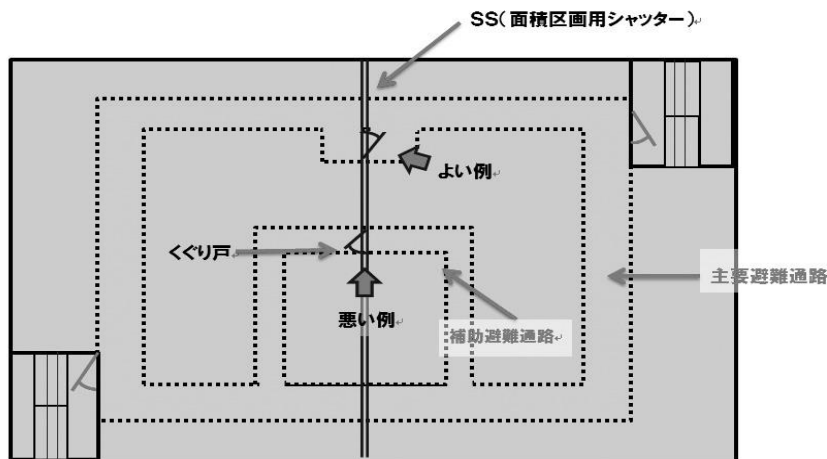 SS(面積区画用シャッター)
よい例
くぐり戸
主要避難通路
悪い例
補助避難通路